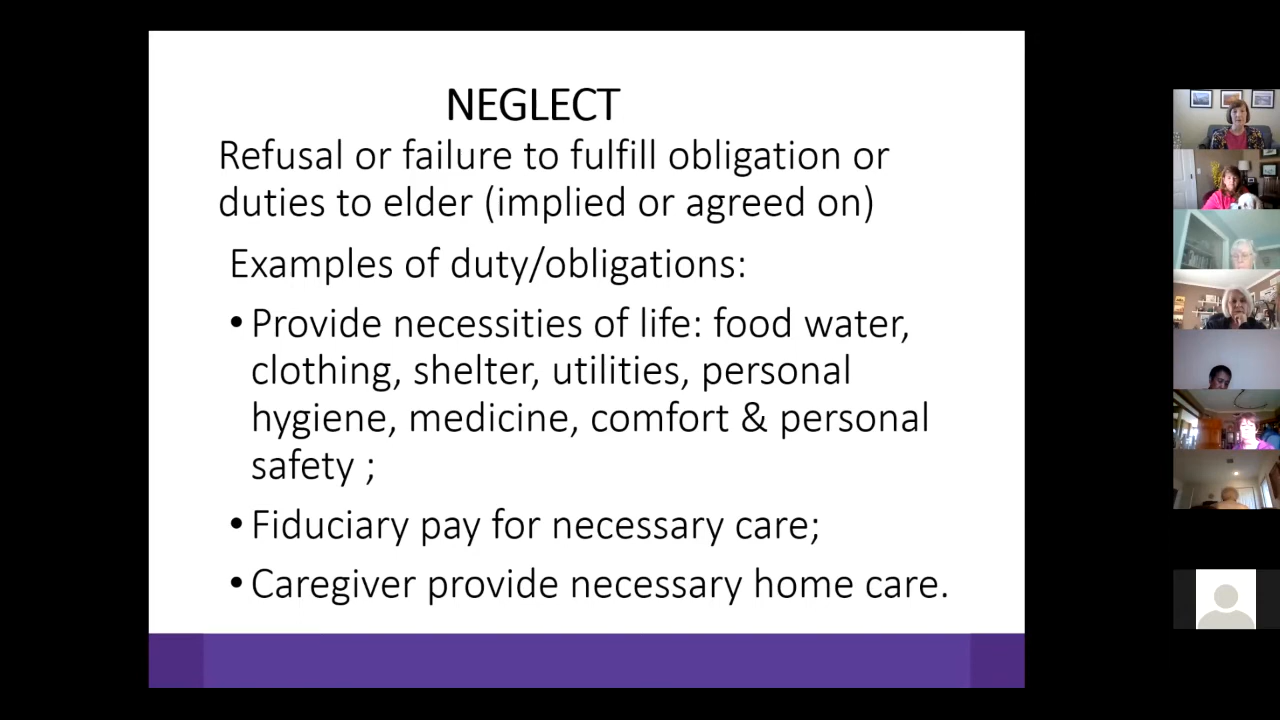 NEGLECT
Refusal or failure to fulfill obligation or
duties to elder (implied or agreed on)
Examples of duty/obligations:
•Provide necessities of life: food water,
clothing, shelter, utilities, personal
hygiene, medicine, comfort & personal
safety ;
•Fiduciary pay for necessary care;
•Caregiver provide necessary home care.